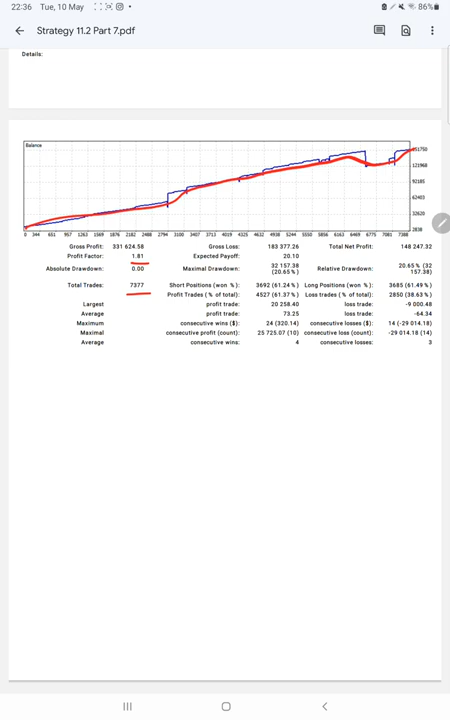 22:36 Tue, 10 May 86%
Strategy 11.2 Part 7.pdf
Details:
Balance
151750
121968
92185
62403
32620
2838
0 344 651 957 1263 1569 1876 2182 2488 2794 3100 3407 3713 4019 4325 4632 4938 5244 5550 5856 6163 6469 6775 7081 7388
Gross Profit: 331 624.58 Gross Loss: 183 377.26 Total Net Profit: 148 247.32
Profit Factor: 1.81 Expected Payoff: 20.10
Absolute Drawdown: 0.00 Maximal Drawdown: 32 157.38 (20.65%) Relative Drawdown: 20.65% (32 157.38)
Total Trades: 7377 Short Positions (won %): 3692 (61.24%) Long Positions (won %): 3685 (61.49%)
Profit Trades (% of total): 4527 (61.37%) Loss trades (% of total): 2850 (38.63%)
Largest profit trade: 20 258.40 loss trade: -9 000.48
Average profit trade: 73.25 loss trade: -64.34
Maximum consecutive wins ($): 24 (320.14) consecutive losses ($): 14 (-29 014.18)
Maximal consecutive profit (count): 25 725.07 (10) consecutive loss (count): -29 014.18 (14)
Average consecutive wins: 4 consecutive losses: 3